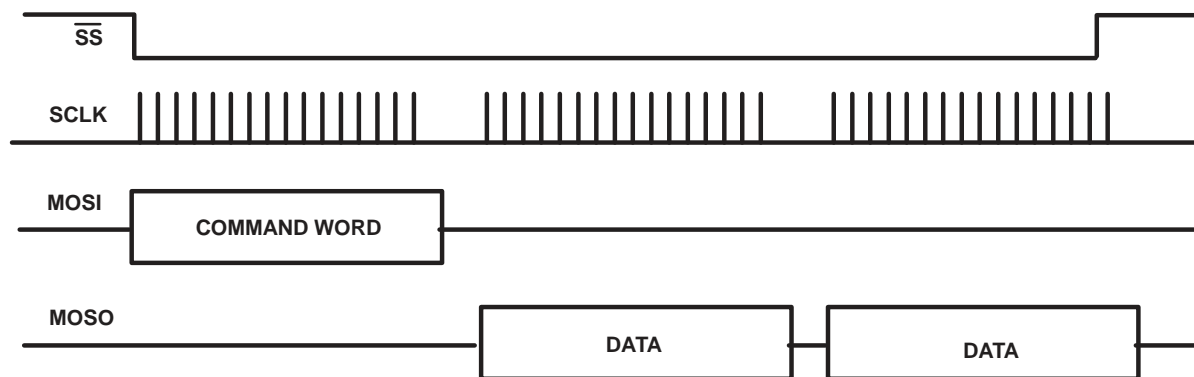 SS
SCLK
MOSI
COMMAND WORD
MOSO
DATA
DATA